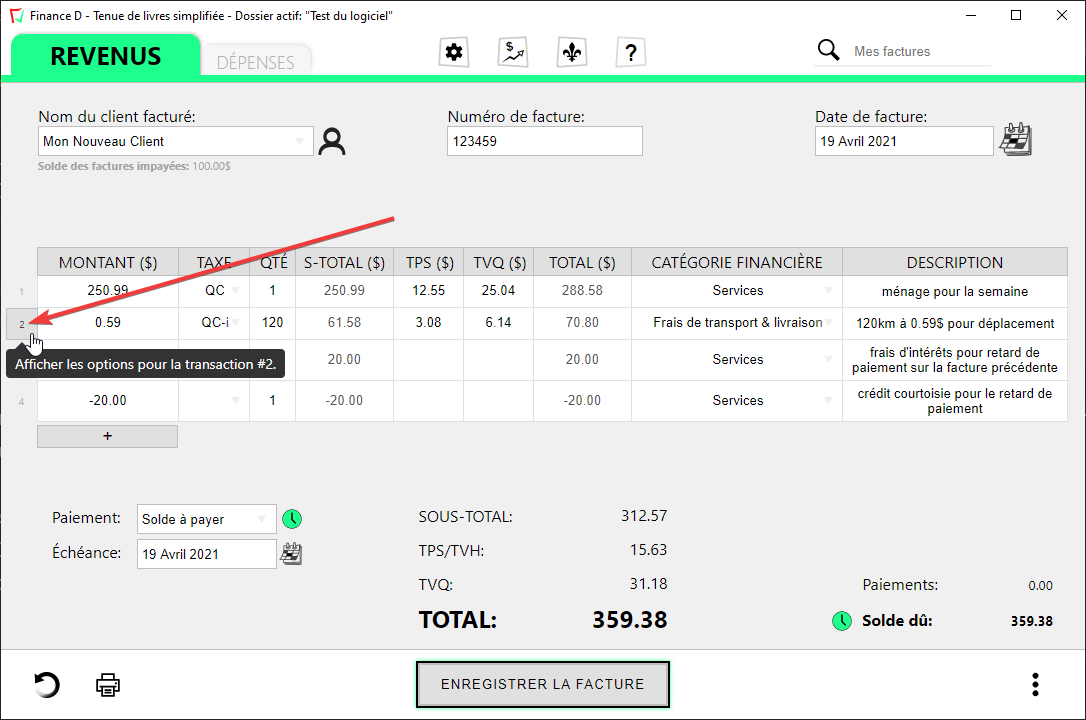 Finance D - Tenue de livres simplifiée - Dossier actif: "Test du logiciel"
REVENUS
DÉPENSES
$
?
Mes factures
Nom du client facturé:
Mon Nouveau Client
Solde des factures impayées: 100.00$
Numéro de facture:
123459
Date de facture:
19 Avril 2021
MONTANT ($) TAXE QTÉ S-TOTAL ($) TPS ($) TVQ ($) TOTAL ($) CATÉGORIE FINANCIÈRE DESCRIPTION
1 250.99 QC 1 250.99 12.55 25.04 288.58 Services ménage pour la semaine
2 0.59 QC-i 120 61.58 3.08 6.14 70.80 Frais de transport & livraison 120km à 0.59$ pour déplacement
Afficher les options pour la transaction #2.
20.00 20.00 Services frais d'intérêts pour retard de
paiement sur la facture précédente
4 -20.00 1 -20.00 -20.00 Services crédit courtoisie pour le retard de
paiement
+
Paiement: Solde à payer
Échéance: 19 Avril 2021
SOUS-TOTAL: 312.57
TPS/TVH: 15.63
TVQ: 31.18
TOTAL: 359.38
Paiements: 0.00
Solde dû: 359.38
ENREGISTRER LA FACTURE